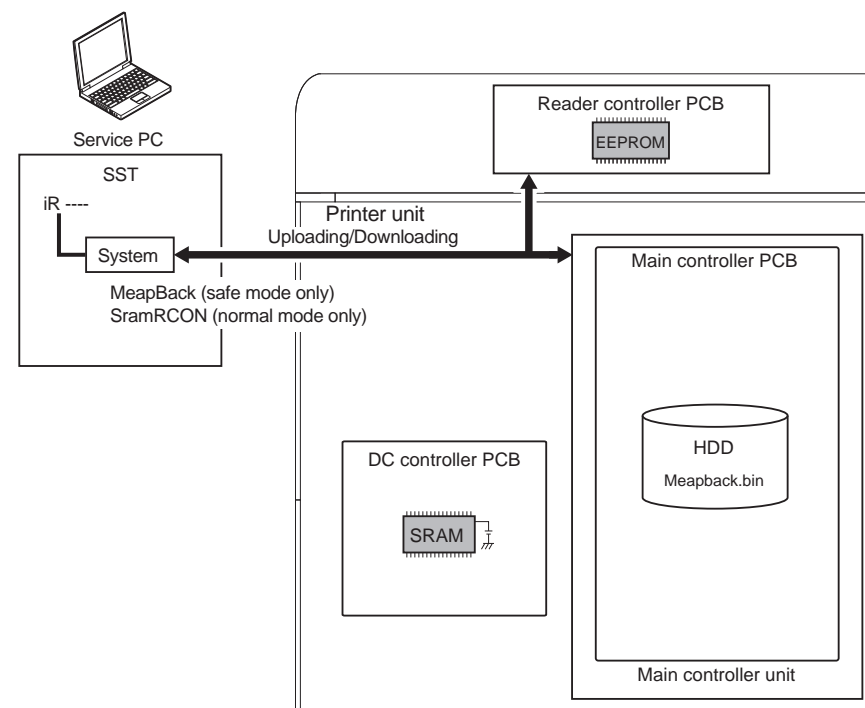 Service PC
SST
iR ----
System
MeapBack (safe mode only)
SramRCON (normal mode only)
Printer unit
Uploading/Downloading
Reader controller PCB
EEPROM
DC controller PCB
SRAM
Main controller PCB
HDD
Meapback.bin
Main controller unit